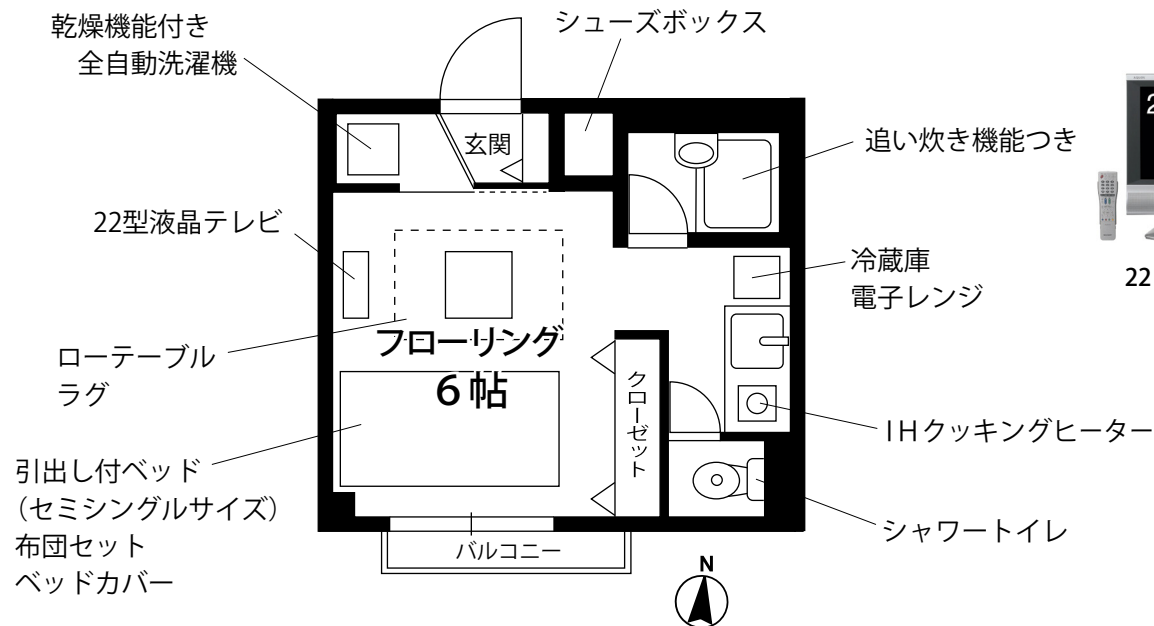 乾燥機能付き
全自動洗濯機
シューズボックス
玄関
追い炊き機能つき
22型液晶テレビ
冷蔵庫
電子レンジ
22
ローテーブル
ラグ
フローリング
6帖
クローゼット
IHクッキングヒーター
引出し付ベッド
（セミシングルサイズ）
布団セット
ベッドカバー
バルコニー
シャワートイレ
N